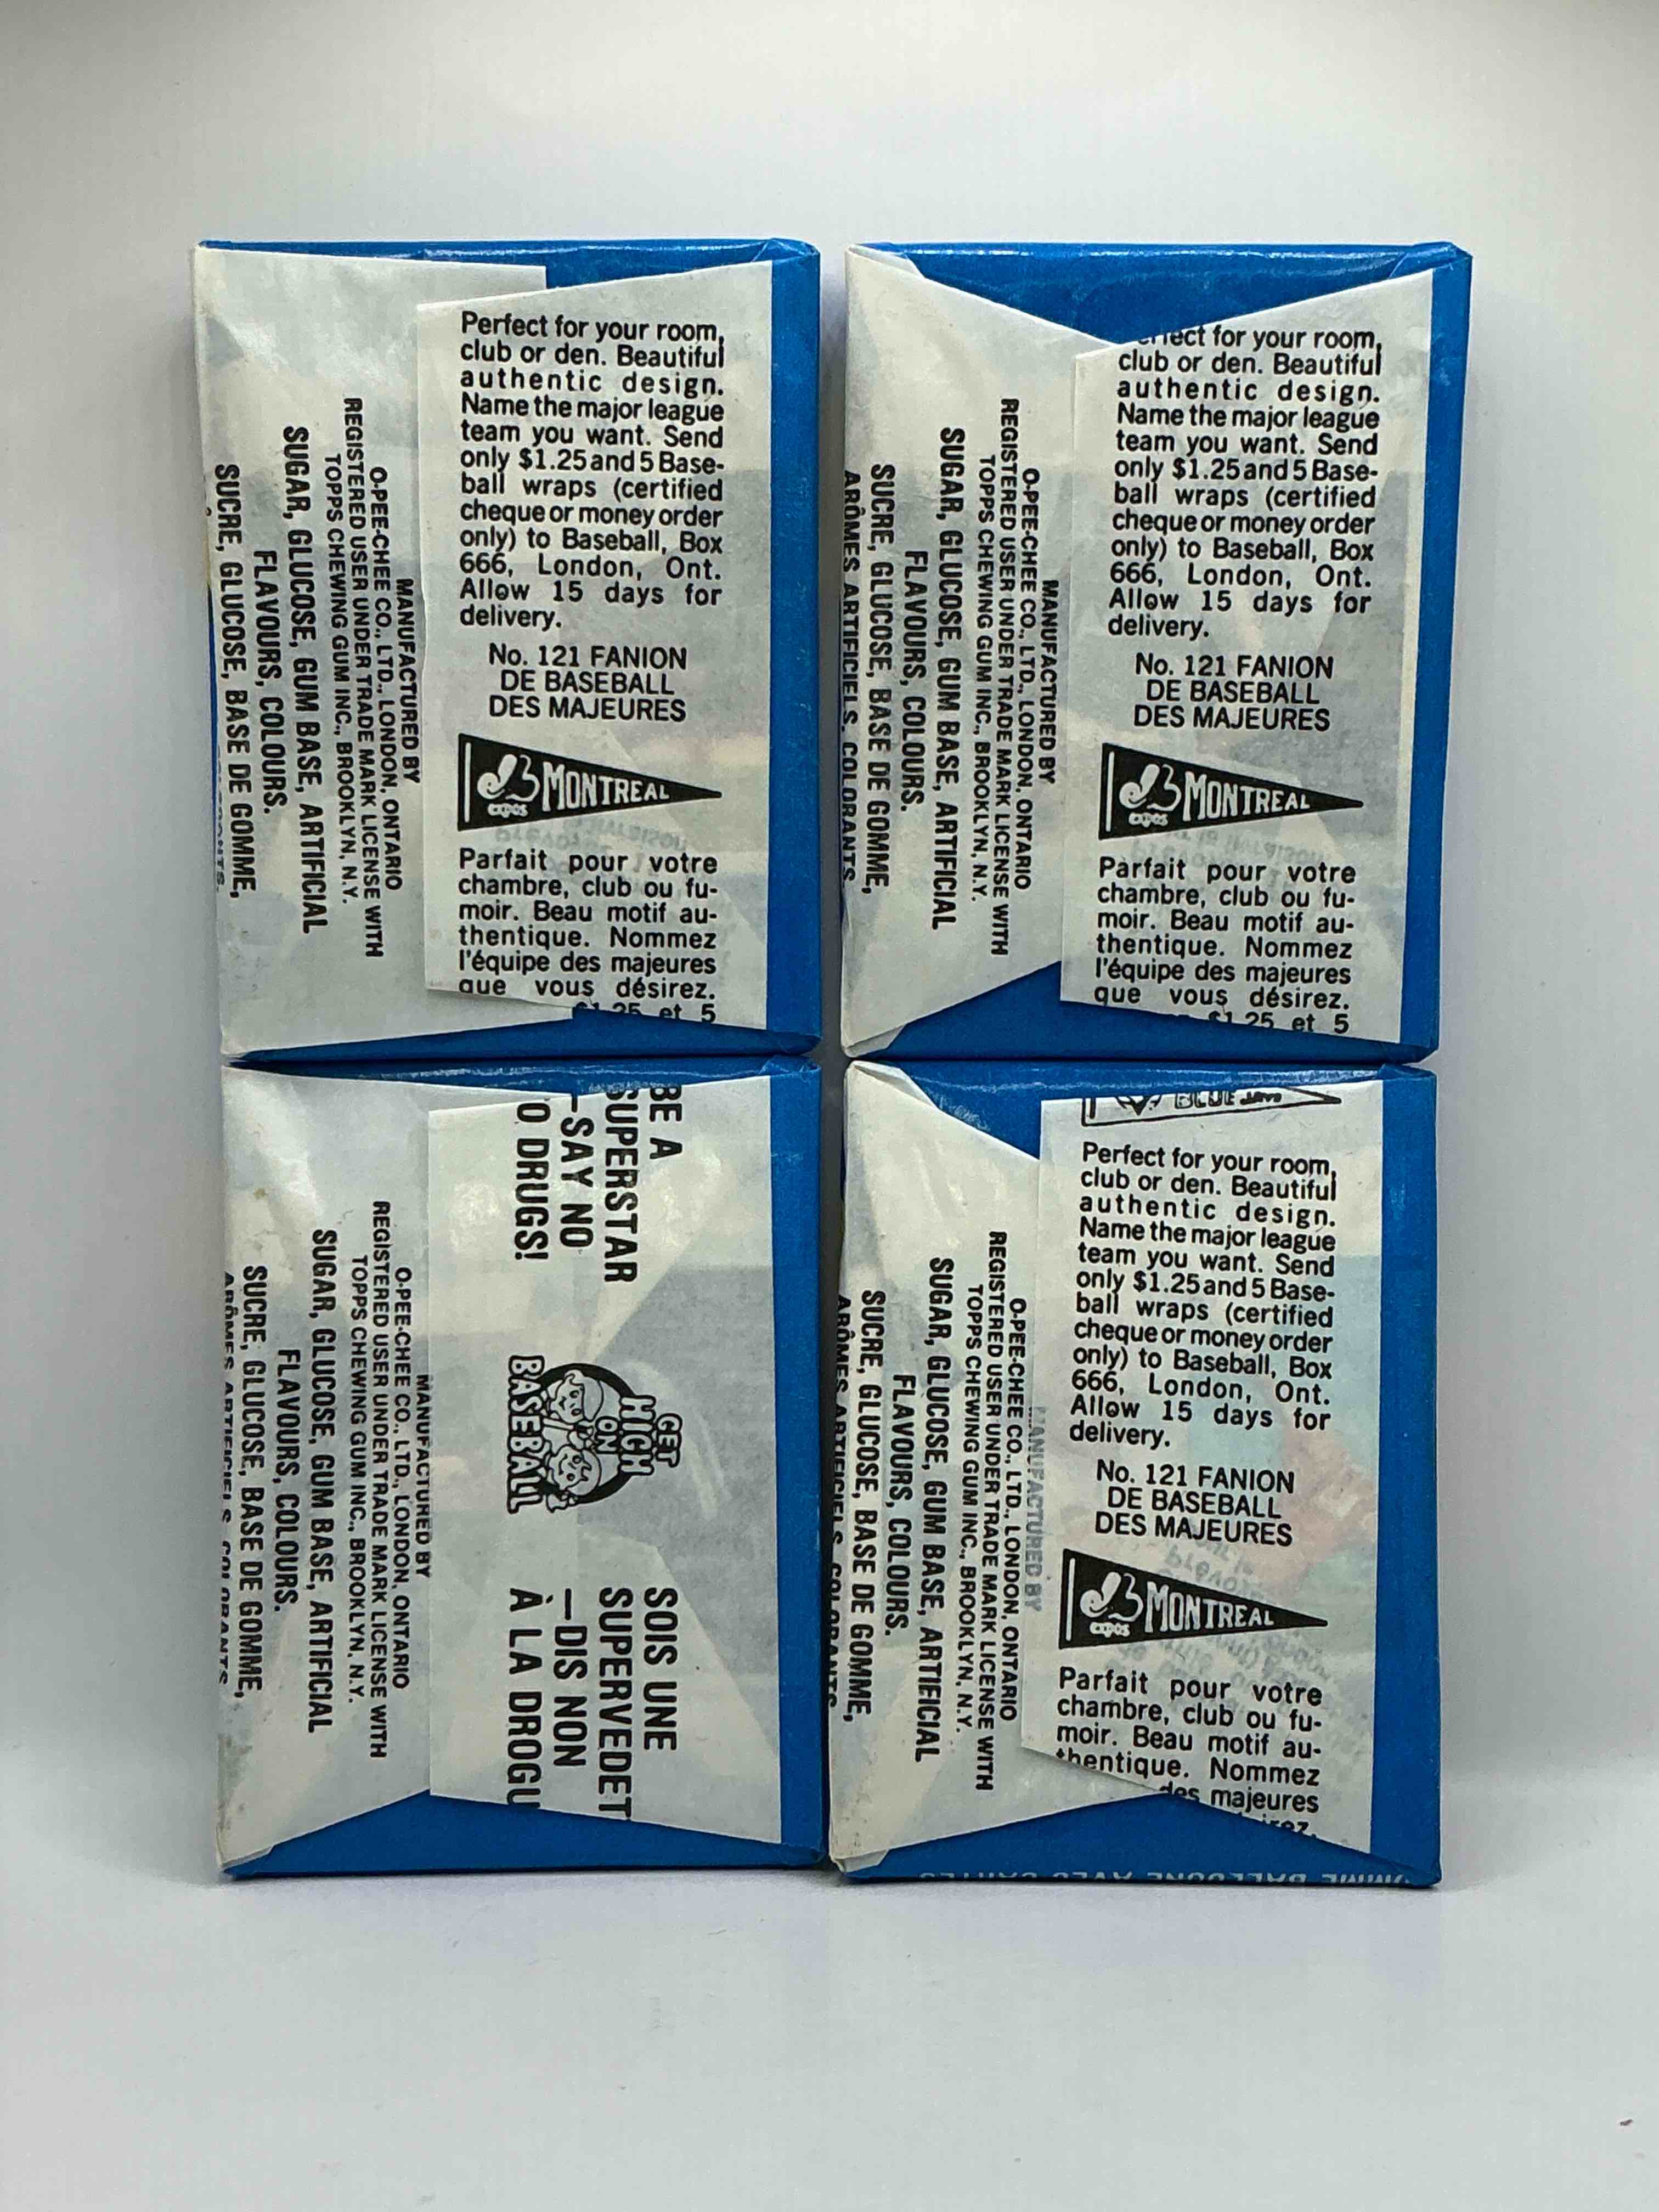 Perfect for your room,
club or den. Beautiful
authentic design.
Name the major league
team you want. Send
only $1.25 and 5 Base-
ball wraps (certified
cheque or money order
only) to Baseball, Box
666, London, Ont.
Allow 15 days for
delivery.
No. 121 FANION
DE BASEBALL
DES MAJEURES
expos MONTREAL
Parfait pour votre
chambre, club ou fu-
moir. Beau motif au-
thentique. Nommez
l'équipe des majeures
que vous désirez.
$1.25 et 5
MANUFACTURED BY
O-PEE-CHEE CO., LTD., LONDON, ONTARIO
REGISTERED USER UNDER TRADE MARK LICENSE WITH
TOPPS CHEWING GUM INC., BROOKLYN, N.Y.
SUGAR, GLUCOSE, GUM BASE, ARTIFICIAL
FLAVOURS, COLOURS.
SUCRE, GLUCOSE, BASE DE GOMME,
for your room,
club or den. Beautiful
authentic design.
Name the major league
team you want. Send
only $1.25 and 5 Base-
ball wraps (certified
cheque or money order
only) to Baseball, Box
666, London, Ont.
Allow 15 days for
delivery.
No. 121 FANION
DE BASEBALL
DES MAJEURES
expos MONTREAL
Parfait pour votre
chambre, club ou fu-
moir. Beau motif au-
thentique. Nommez
l'équipe des majeures
que vous désirez.
$1.25 et 5
MANUFACTURED BY
O-PEE-CHEE CO., LTD., LONDON, ONTARIO
REGISTERED USER UNDER TRADE MARK LICENSE WITH
TOPPS CHEWING GUM INC., BROOKLYN, N.Y.
SUGAR, GLUCOSE, GUM BASE, ARTIFICIAL
FLAVOURS, COLOURS.
SUCRE, GLUCOSE, BASE DE GOMME,
ARÔMES ARTIFICIELS, COLORANTS.
BE A
SUPERSTAR
—SAY NO
O DRUGS!
GET
HIGH
ON
BASEBALL
SOIS UNE
SUPERVEDET
—DIS NON
À LA DROGU
MANUFACTURED BY
O-PEE-CHEE CO., LTD., LONDON, ONTARIO
REGISTERED USER UNDER TRADE MARK LICENSE WITH
TOPPS CHEWING GUM INC., BROOKLYN, N.Y.
SUGAR, GLUCOSE, GUM BASE, ARTIFICIAL
FLAVOURS, COLOURS.
SUCRE, GLUCOSE, BASE DE GOMME,
ARÔMES ARTIFICIELS, COLORANTS
BLUE JAYS
Perfect for your room,
club or den. Beautiful
authentic design.
Name the major league
team you want. Send
only $1.25 and 5 Base-
ball wraps (certified
cheque or money order
only) to Baseball, Box
666, London, Ont.
Allow 15 days for
delivery.
No. 121 FANION
DE BASEBALL
DES MAJEURES
expos MONTREAL
Parfait pour votre
chambre, club ou fu-
moir. Beau motif au-
thentique. Nommez
des majeures
MANUFACTURED BY
O-PEE-CHEE CO., LTD., LONDON, ONTARIO
REGISTERED USER UNDER TRADE MARK LICENSE WITH
TOPPS CHEWING GUM INC., BROOKLYN, N.Y.
SUGAR, GLUCOSE, GUM BASE, ARTIFICIAL
FLAVOURS, COLOURS.
SUCRE, GLUCOSE, BASE DE GOMME,
ARÔMES ARTIFICIELS, COLORANTS